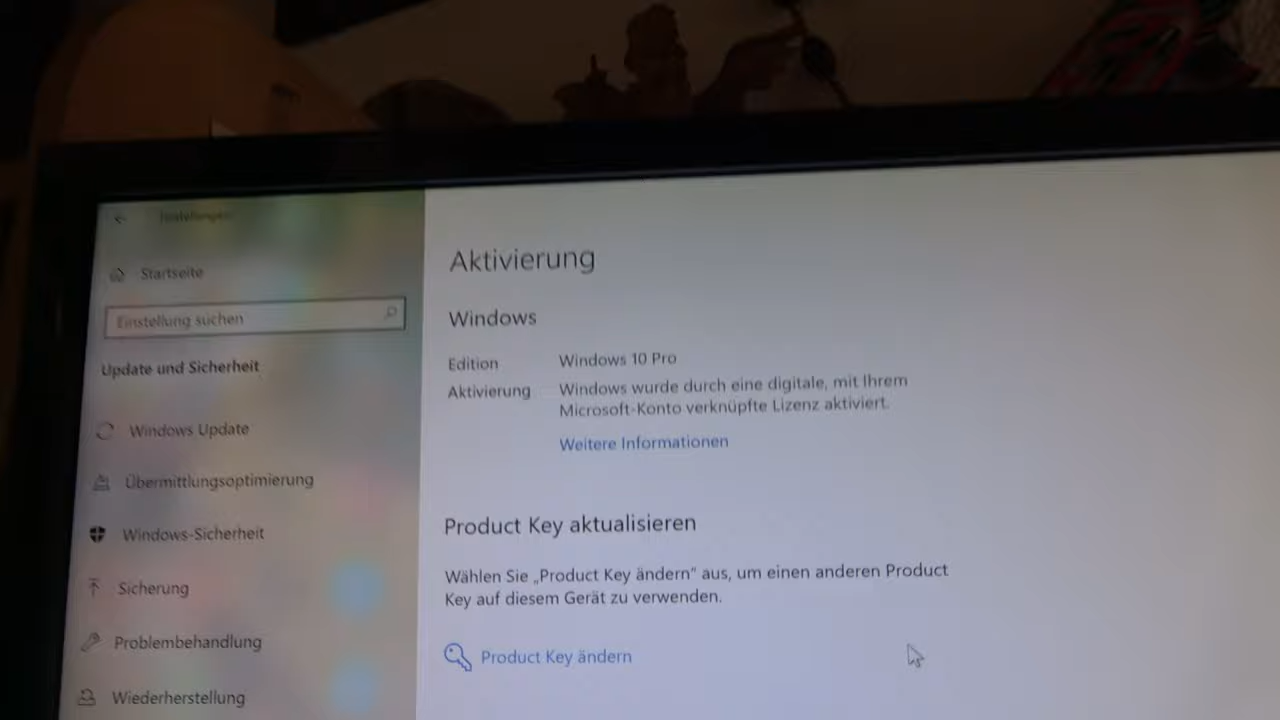 Einstellungen
Startseite
Einstellung suchen
Update und Sicherheit
Windows Update
Übermittlungsoptimierung
Windows-Sicherheit
Sicherung
Problembehandlung
Wiederherstellung
Aktivierung
Windows
Edition Windows 10 Pro
Aktivierung Windows wurde durch eine digitale, mit Ihrem
Microsoft-Konto verknüpfte Lizenz aktiviert.
Weitere Informationen
Product Key aktualisieren
Wählen Sie „Product Key ändern“ aus, um einen anderen Product
Key auf diesem Gerät zu verwenden.
Product Key ändern